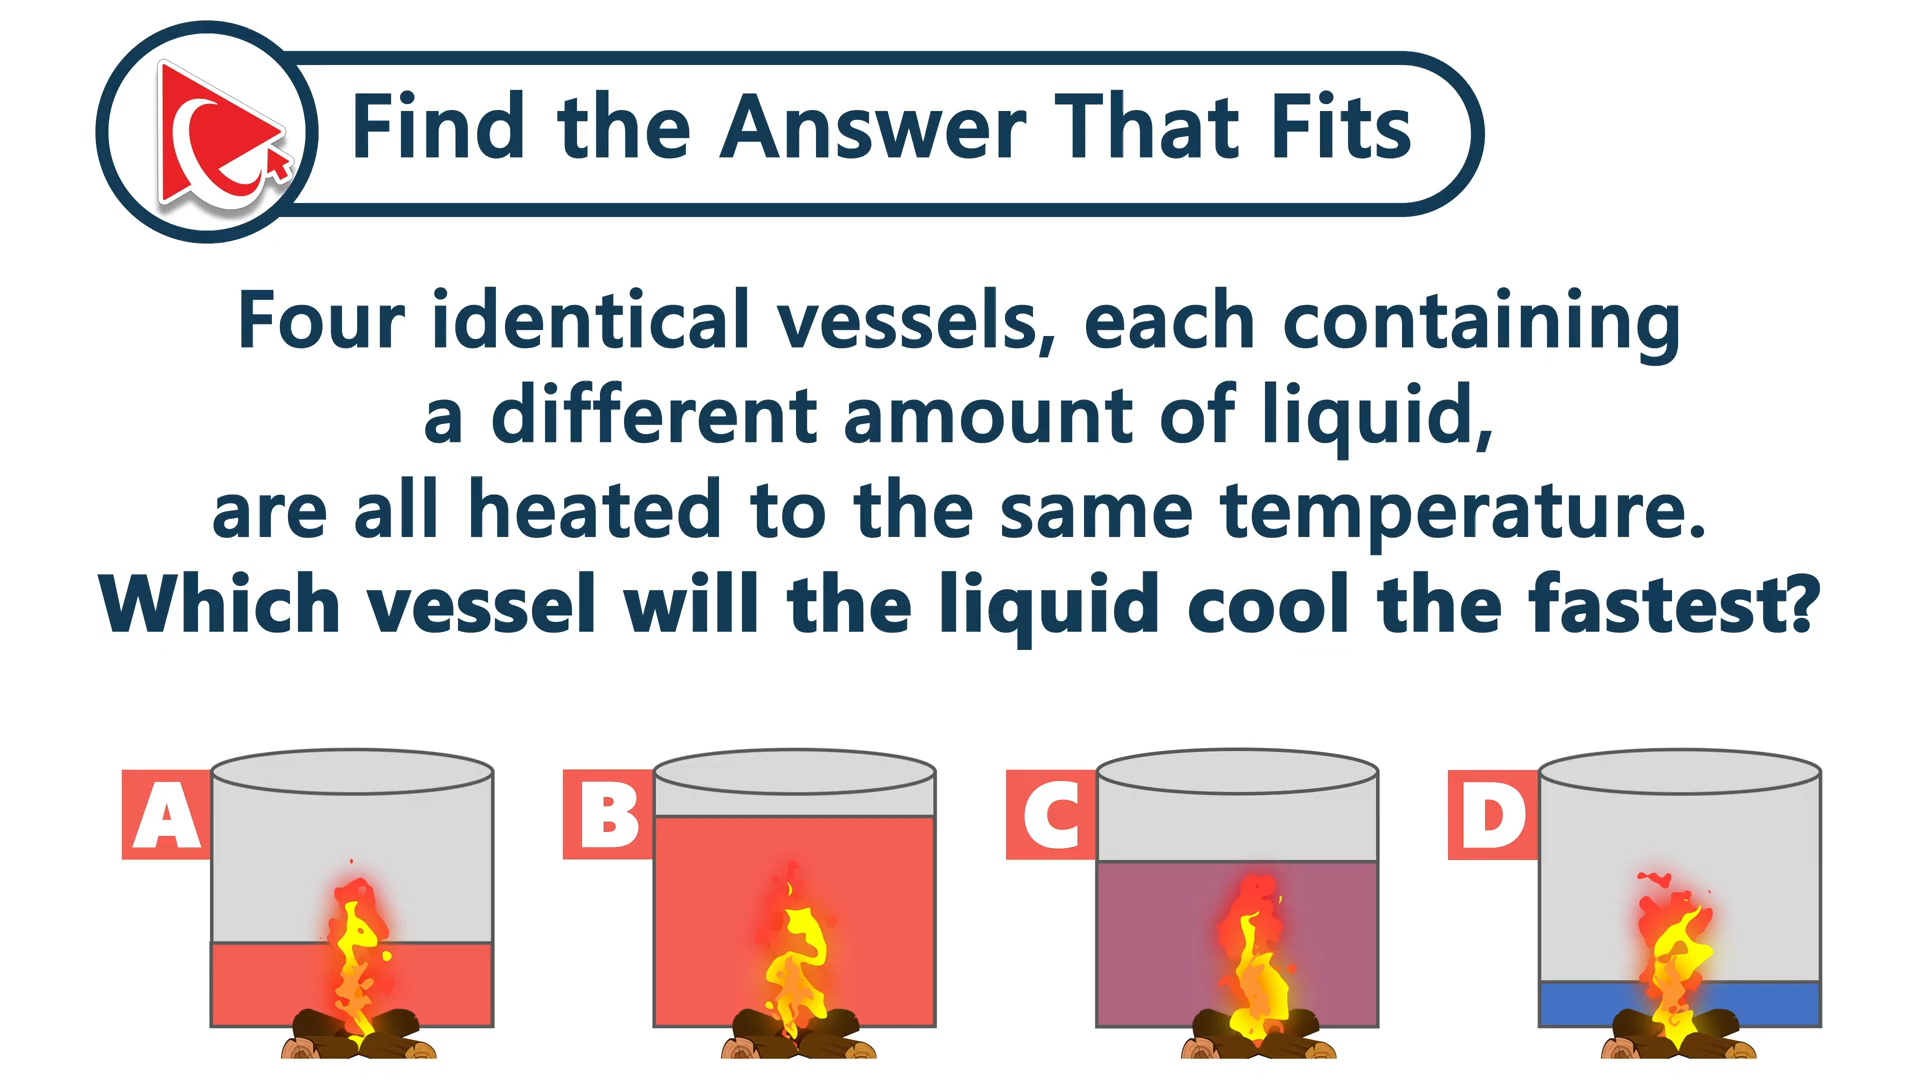 Find the Answer That Fits
Four identical vessels, each containing
a different amount of liquid,
are all heated to the same temperature.
Which vessel will the liquid cool the fastest?
A
B
C
D